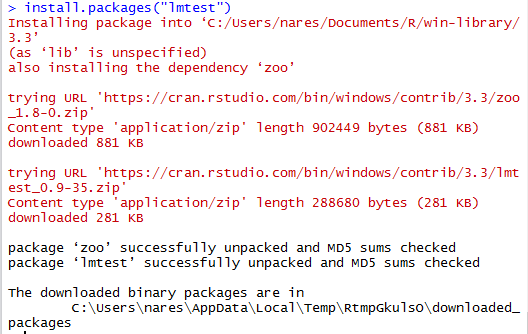 > install.packages("lmtest")
Installing package into ‘C:/Users/nares/Documents/R/win-library/
3.3’
(as ‘lib’ is unspecified)
also installing the dependency ‘zoo’
trying URL 'https://cran.rstudio.com/bin/windows/contrib/3.3/zoo
_1.8-0.zip'
Content type 'application/zip' length 902449 bytes (881 KB)
downloaded 881 KB
trying URL 'https://cran.rstudio.com/bin/windows/contrib/3.3/lmt
est_0.9-35.zip'
Content type 'application/zip' length 288680 bytes (281 KB)
downloaded 281 KB
package ‘zoo’ successfully unpacked and MD5 sums checked
package ‘lmtest’ successfully unpacked and MD5 sums checked
The downloaded binary packages are in
C:\Users\nares\AppData\Local\Temp\RtmpGkulsO\downloaded_
packages